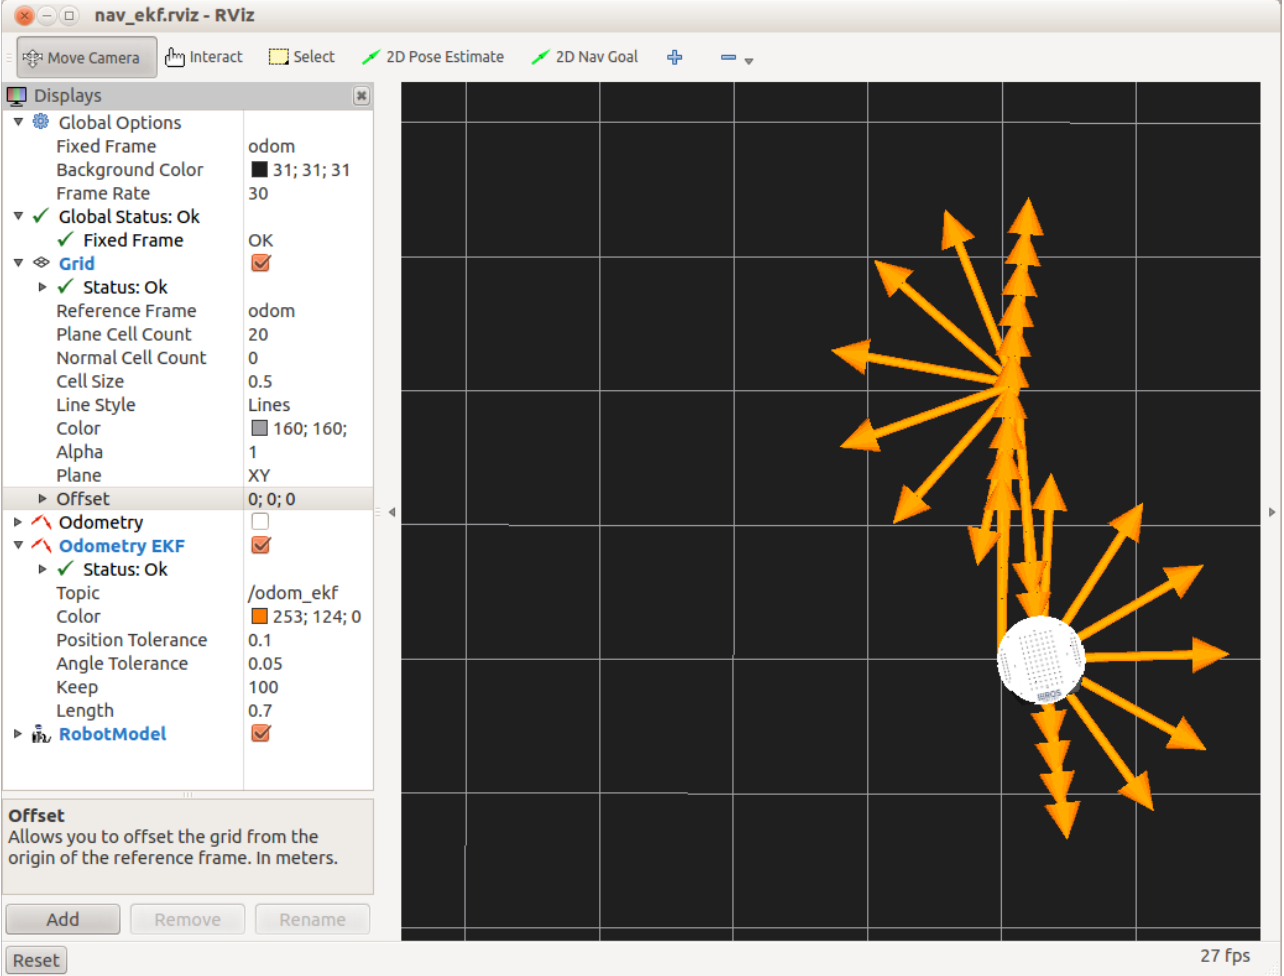 nav_ekf.rviz - RViz
Move Camera Interact Select 2D Pose Estimate 2D Nav Goal
Displays
Global Options
Fixed Frame odom
Background Color 31; 31; 31
Frame Rate 30
Global Status: Ok
Fixed Frame OK
Grid
Status: Ok
Reference Frame odom
Plane Cell Count 20
Normal Cell Count 0
Cell Size 0.5
Line Style Lines
Color 160; 160;
Alpha 1
Plane XY
Offset 0; 0; 0
Odometry
Odometry EKF
Status: Ok
Topic /odom_ekf
Color 253; 124; 0
Position Tolerance 0.1
Angle Tolerance 0.05
Keep 100
Length 0.7
RobotModel
Offset
Allows you to offset the grid from the
origin of the reference frame. In meters.
Add Remove Rename
Reset 27 fps
ROS